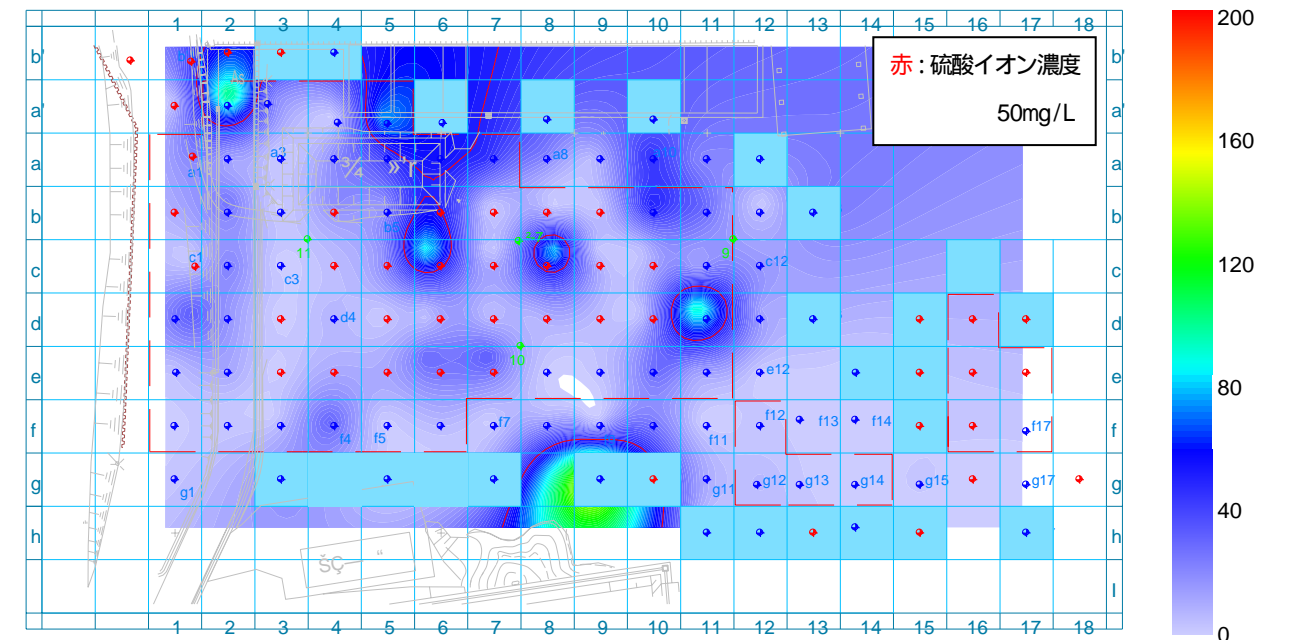 1 2 3 4 5 6 7 8 9 10 11 12 13 14 15 16 17 18
b' b'
赤：硫酸イオン濃度
50mg/L
a' a'
a a1 a2 a8 a
b b
c c1 c3 11 9 c12 c
d d4 d
e 10 e12 e
f f4 f5 f7 f11 f12 f13 f14 f17 f
g g1 g11 g12 g13 g14 g15 g17 g
h h
I
1 2 3 4 5 6 7 8 9 10 11 12 13 14 15 16 17 18
200
160
120
80
40
0